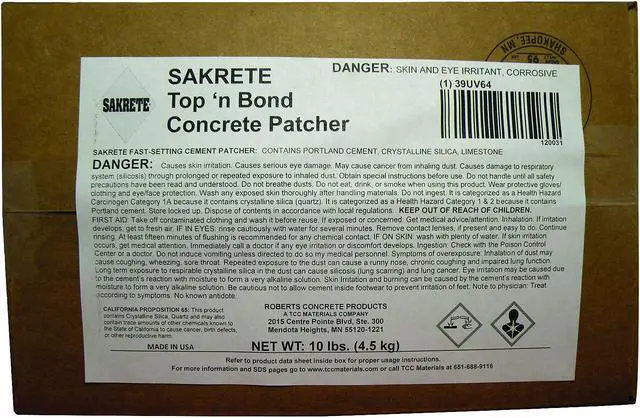 SHAKOPEE, MN
95
SAKRETE
SAKRETE
Top 'n Bond
Concrete Patcher
DANGER: SKIN AND EYE IRRITANT, CORROSIVE
(1) 39UV64
120031
SAKRETE FAST-SETTING CEMENT PATCHER: CONTAINS PORTLAND CEMENT, CRYSTALLINE SILICA, LIMESTONE
DANGER: Causes skin irritation. Causes serious eye damage. May cause cancer from inhaling dust. Causes damage to respiratory
system (silicosis) through prolonged or repeated exposure to inhaled dust. Obtain special instructions before use. Do not handle until all safety
precautions have been read and understood. Do not breathe dusts. Do not eat, drink, or smoke when using this product. Wear protective gloves/
clothing and eye/face protection. Wash any exposed skin thoroughly after handling materials. Do not ingest. It is categorized as a Health Hazard
Carcinogen Category 1A because it contains crystalline silica (quartz). It is categorized as a Health Hazard Category 1 & 2 because it contains
Portland cement. Store locked up. Dispose of contents in accordance with local regulations. KEEP OUT OF REACH OF CHILDREN.
FIRST AID: Take off contaminated clothing and wash it before reuse. If exposed or concerned: Get medical advice/attention. Inhalation: If irritation
develops, get to fresh air. IF IN EYES: rinse cautiously with water for several minutes. Remove contact lenses, if present and easy to do. Continue
rinsing. At least fifteen minutes of flushing is recommended for any chemical contact. IF ON SKIN: wash with plenty of water. If skin irritation
occurs, get medical attention. Immediately call a doctor if any eye irritation or discomfort develops. Ingestion: Check with the Poison Control
Center or a doctor. Do not induce vomiting unless directed to do so my medical personnel. Symptoms of overexposure: Inhalation of dust may
cause coughing, wheezing, sore throat. Repeated exposure to the dust can cause a runny nose, chronic coughing and impaired lung function.
Long term exposure to respirable crystalline silica in the dust can cause silicosis (lung scarring) and lung cancer. Eye irritation may be caused due
to the cement's reaction with moisture to form a very alkaline solution. Skin Irritation and burning can be caused by the cement's reaction with
moisture to form a very alkaline solution. Be cautious not to allow cement inside footwear to prevent irritation of feet. Note to physician: Treat
according to symptoms. No known antidote.
CALIFORNIA PROPOSITION 65: This product
contains Crystalline Silica, Quartz and may also
contain trace amounts of other chemicals known to
the State of California to cause cancer, birth defects,
or other reproductive harm.
MADE IN USA
ROBERTS CONCRETE PRODUCTS
A TCC MATERIALS COMPANY
2015 Centre Pointe Blvd, Ste. 300
Mendota Heights, MN 55120-1221
NET WT: 10 lbs. (4.5 kg)
Refer to product data sheet inside box for proper usage instructions.
For more information and SDS pages go to www.tccmaterials.com or call TCC Materials at 651-688-9116